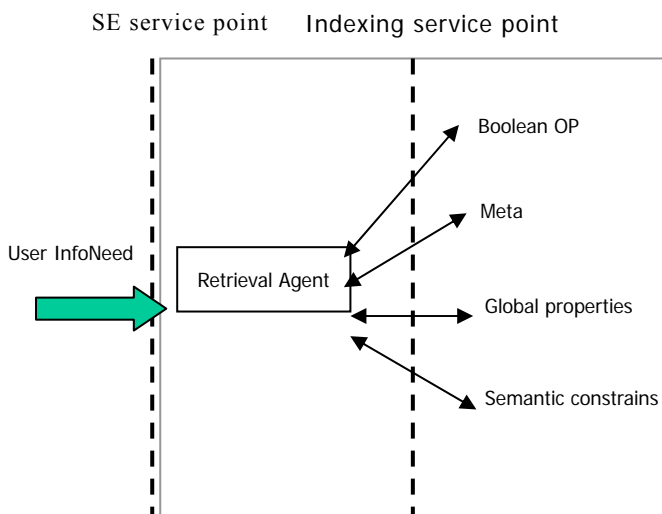 SE service point
Indexing service point
Boolean OP
Meta
User InfoNeed
Retrieval Agent
Global properties
Semantic constrains